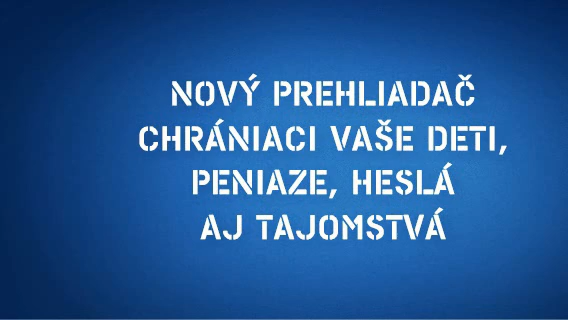 NOVÝ PREHLIADAČ
CHRÁNIACI VAŠE DETI,
PENIAZE, HESLÁ
AJ TAJOMSTVÁ